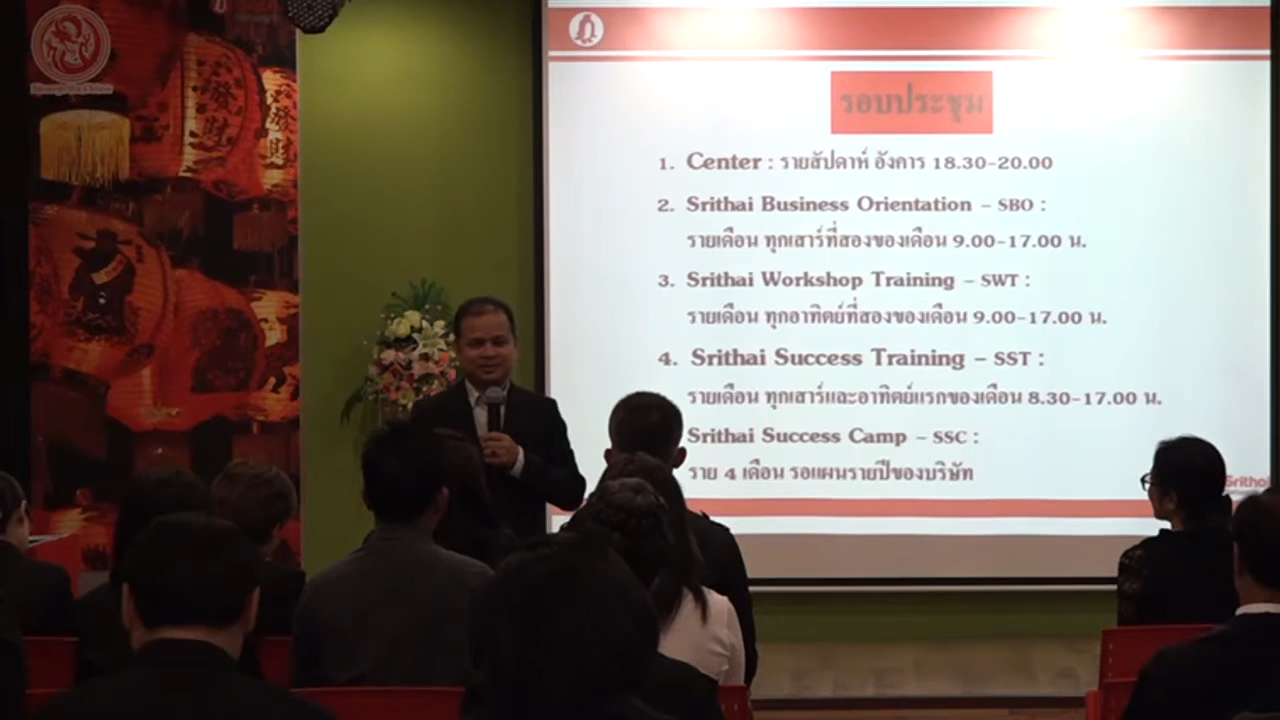 發
財
發
財
รอบประชุม
1. Center : รายสัปดาห์ อังคาร 18.30-20.00
2. Srithai Business Orientation – SBO :
รายเดือน ทุกเสาร์ที่สองของเดือน 9.00-17.00 น.
3. Srithai Workshop Training – SWT :
รายเดือน ทุกอาทิตย์ที่สองของเดือน 9.00-17.00 น.
4. Srithai Success Training – SST :
รายเดือน ทุกเสาร์และอาทิตย์แรกของเดือน 8.30-17.00 น.
Srithai Success Camp – SSC :
ราย 4 เดือน รอแผนรายปีของบริษัท
Srithai